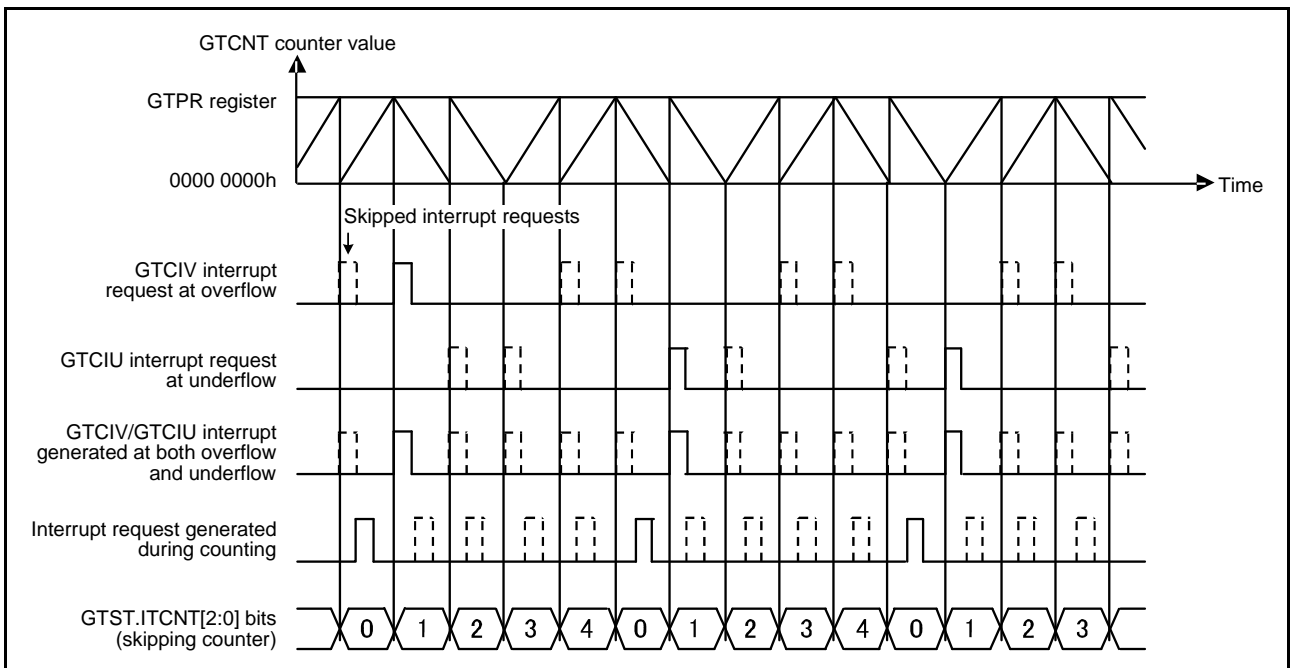 GTCNT counter value
GTPR register
0000 0000h
Time
Skipped interrupt requests
GTCIV interrupt
request at overflow
GTCIU interrupt request
at underflow
GTCIV/GTCIU interrupt
generated at both overflow
and underflow
Interrupt request generated
during counting
GTST.ITCNT[2:0] bits
(skipping counter)
0 1 2 3 4 0 1 2 3 4 0 1 2 3